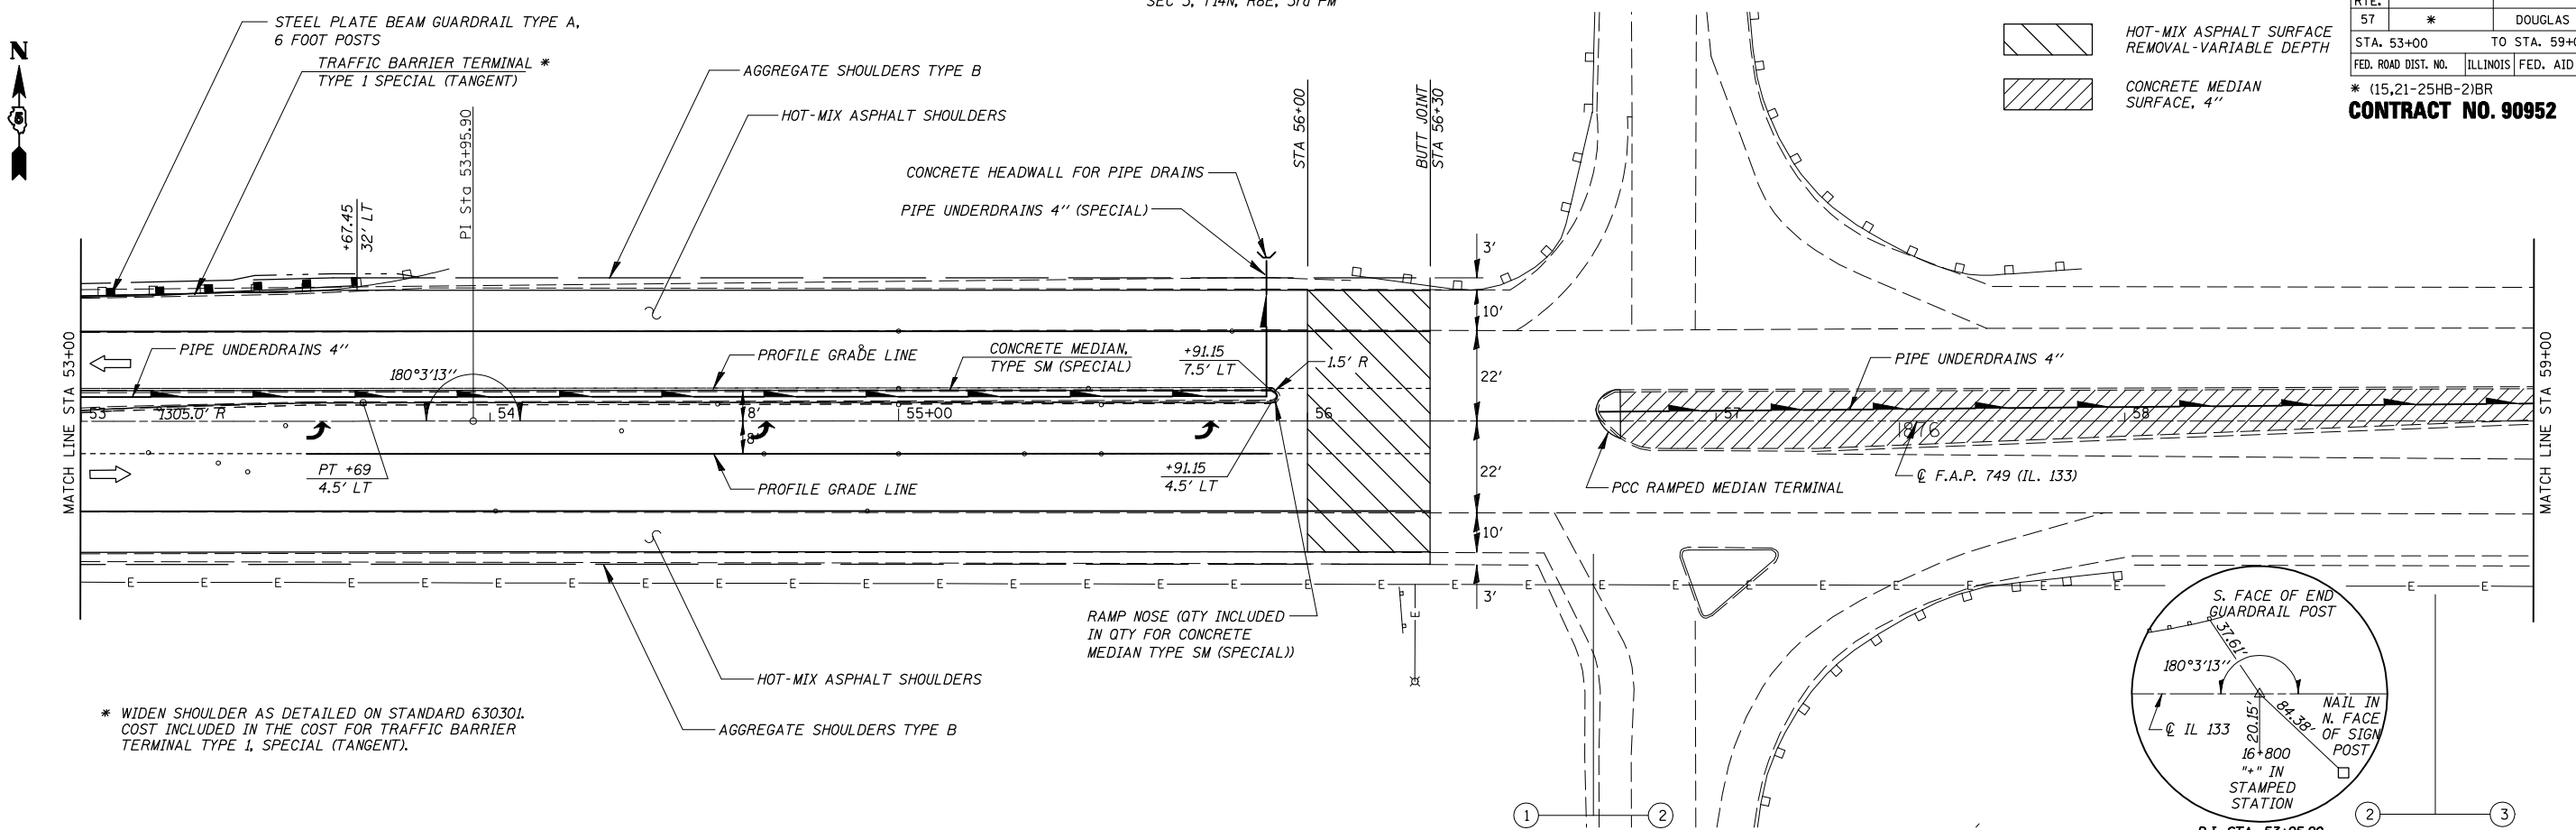 SEC 5, T14N, R8E, 3rd PM
STEEL PLATE BEAM GUARDRAIL TYPE A,
6 FOOT POSTS
TRAFFIC BARRIER TERMINAL *
TYPE 1 SPECIAL (TANGENT)
N
5
AGGREGATE SHOULDERS TYPE B
HOT-MIX ASPHALT SHOULDERS
CONCRETE HEADWALL FOR PIPE DRAINS
PIPE UNDERDRAINS 4'' (SPECIAL)
+67.45
32' LT
PI Sta 53+95.90
STA 56+00
BUTT JOINT
STA 56+30
HOT-MIX ASPHALT SURFACE
REMOVAL-VARIABLE DEPTH
CONCRETE MEDIAN
SURFACE, 4''
RTE.
57 * DOUGLAS
STA. 53+00 TO STA. 59+0
FED. ROAD DIST. NO. ILLINOIS FED. AID
* (15,21-25HB-2)BR
CONTRACT NO. 90952
MATCH LINE STA 53+00
PIPE UNDERDRAINS 4''
180°3'13''
PROFILE GRADE LINE
CONCRETE MEDIAN,
TYPE SM (SPECIAL)
+91.15
7.5' LT
1.5' R
3'
10'
22'
22'
10'
3'
PIPE UNDERDRAINS 4''
53
1305.0' R
54
8'
55+00
56
57
58
8'
876
PT +69
4.5' LT
PROFILE GRADE LINE
+91.15
4.5' LT
PCC RAMPED MEDIAN TERMINAL
℄ F.A.P. 749 (IL. 133)
MATCH LINE STA 59+00
E E E E E E E E E E E E E E E E E E E E E E E E E E E E E E
E
RAMP NOSE (QTY INCLUDED
IN QTY FOR CONCRETE
MEDIAN TYPE SM (SPECIAL))
HOT-MIX ASPHALT SHOULDERS
AGGREGATE SHOULDERS TYPE B
* WIDEN SHOULDER AS DETAILED ON STANDARD 630301.
COST INCLUDED IN THE COST FOR TRAFFIC BARRIER
TERMINAL TYPE 1, SPECIAL (TANGENT).
S. FACE OF END
GUARDRAIL POST
37.61'
180°3'13''
℄ IL 133
20.15'
84.38'
NAIL IN
N. FACE
OF SIGN
POST
16+800
"+" IN
STAMPED
STATION
1 2
2 3
P.I. STA. 53+95.90